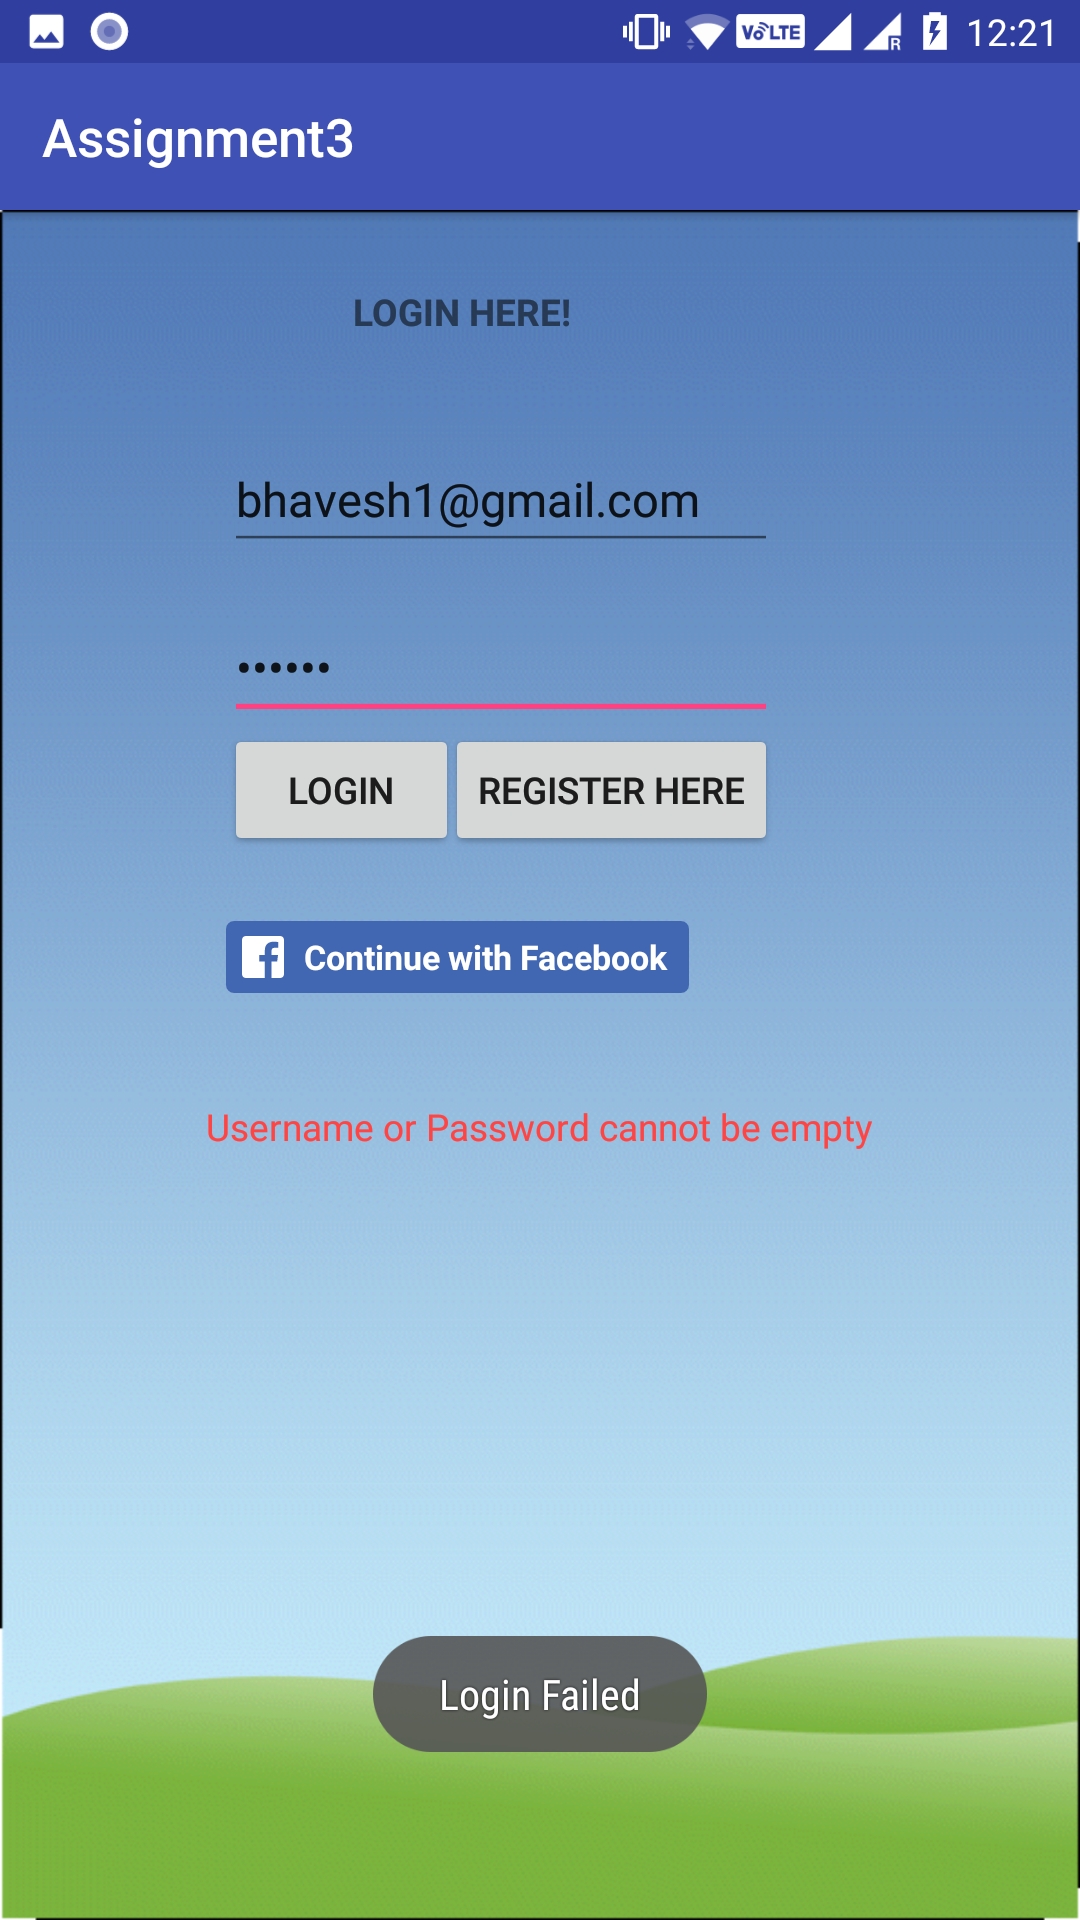 VoLTE R 12:21
Assignment3
LOGIN HERE!
bhavesh1@gmail.com
••••••
LOGIN REGISTER HERE
Continue with Facebook
Username or Password cannot be empty
Login Failed